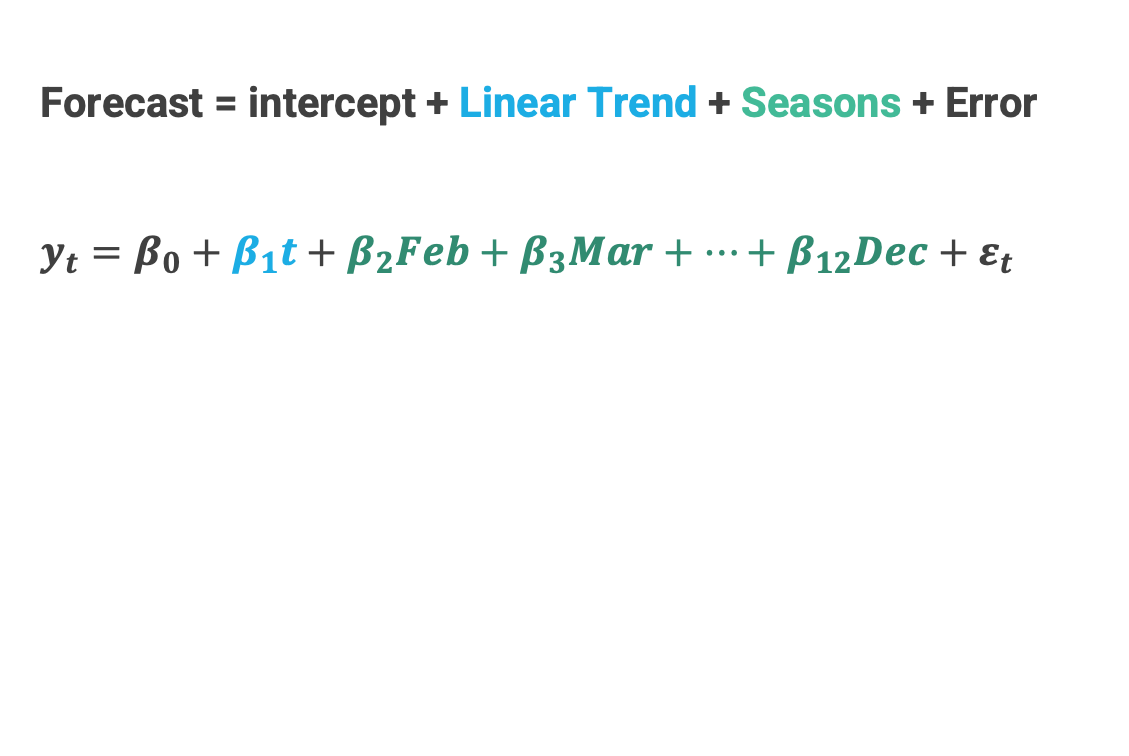 Forecast = intercept + Linear Trend + Seasons + Error
yₜ = β₀ + β₁t + β₂Feb + β₃Mar + ⋯ + β₁₂Dec + εₜ